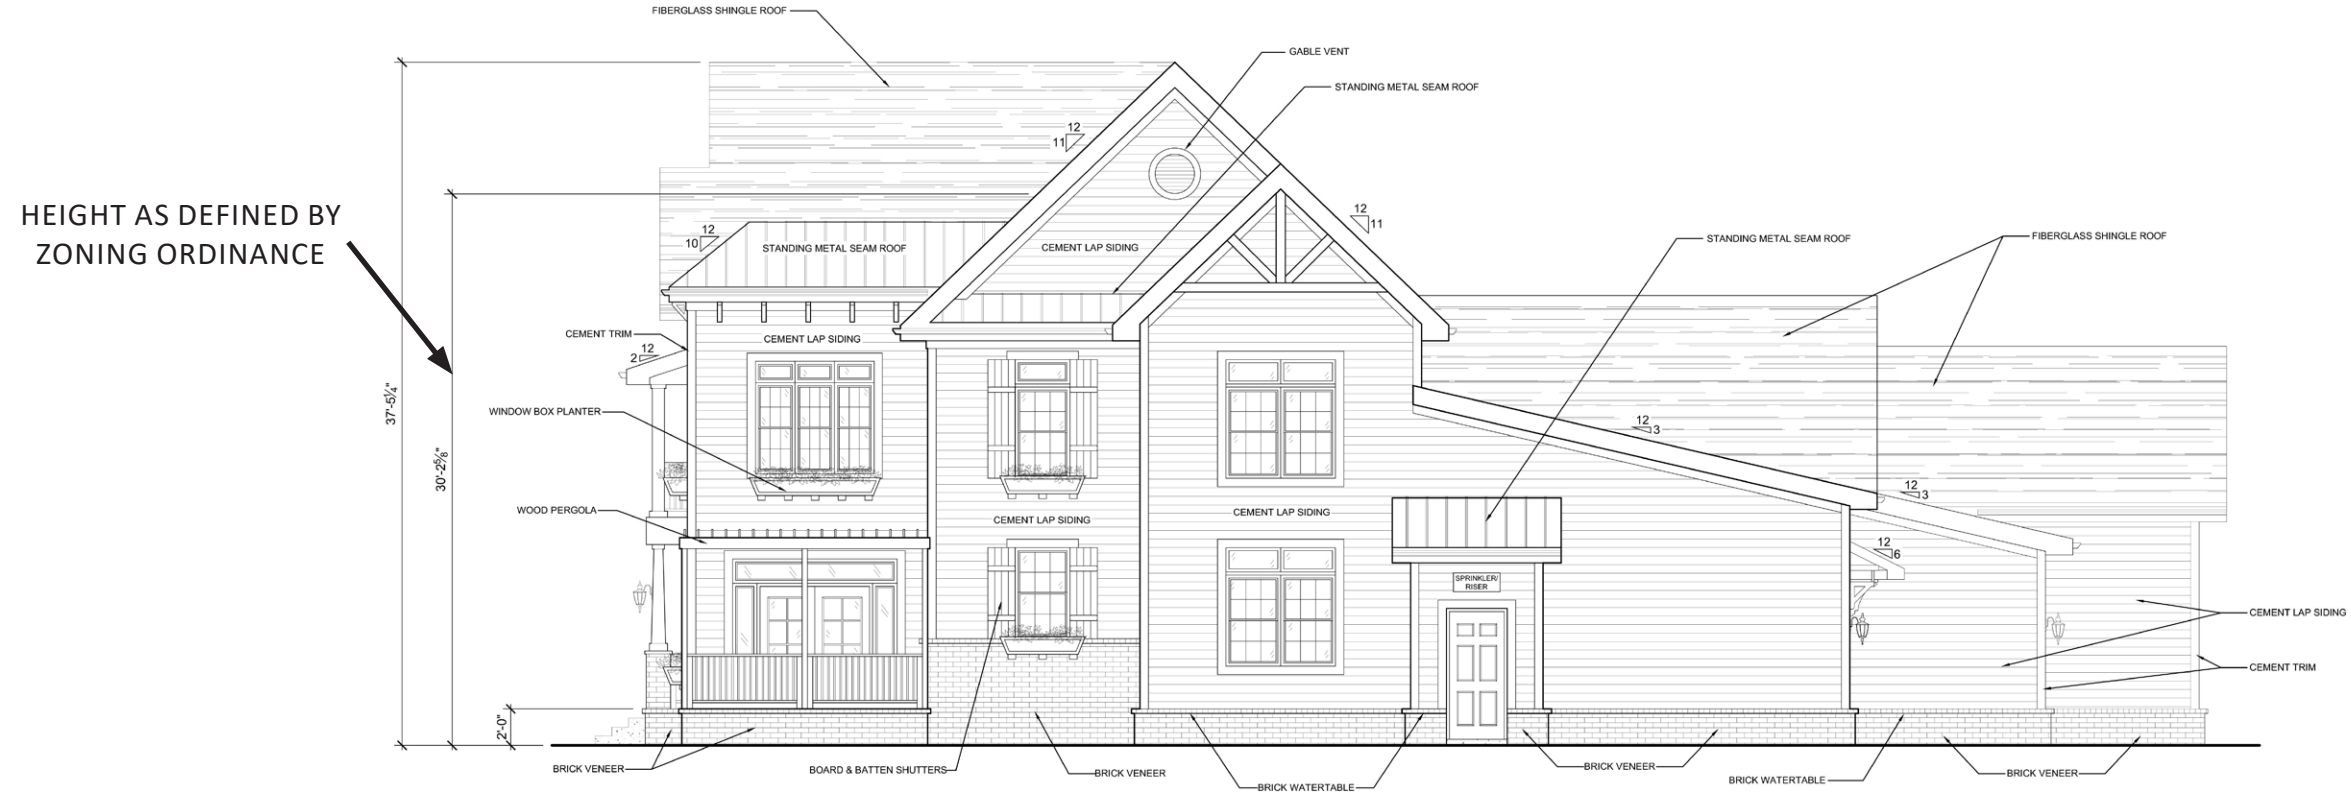 FIBERGLASS SHINGLE ROOF
GABLE VENT
STANDING METAL SEAM ROOF
12
11
HEIGHT AS DEFINED BY
ZONING ORDINANCE
12
10
STANDING METAL SEAM ROOF
CEMENT LAP SIDING
12
11
STANDING METAL SEAM ROOF
FIBERGLASS SHINGLE ROOF
CEMENT TRIM
CEMENT LAP SIDING
12
2
37'-5¼"
WINDOW BOX PLANTER
12
3
30'-2⅝"
12
3
WOOD PERGOLA
CEMENT LAP SIDING
CEMENT LAP SIDING
12
6
SPRINKLER/
RISER
CEMENT LAP SIDING
CEMENT TRIM
2'-0"
BRICK VENEER
BOARD & BATTEN SHUTTERS
BRICK VENEER
BRICK WATERTABLE
BRICK VENEER
BRICK WATERTABLE
BRICK VENEER